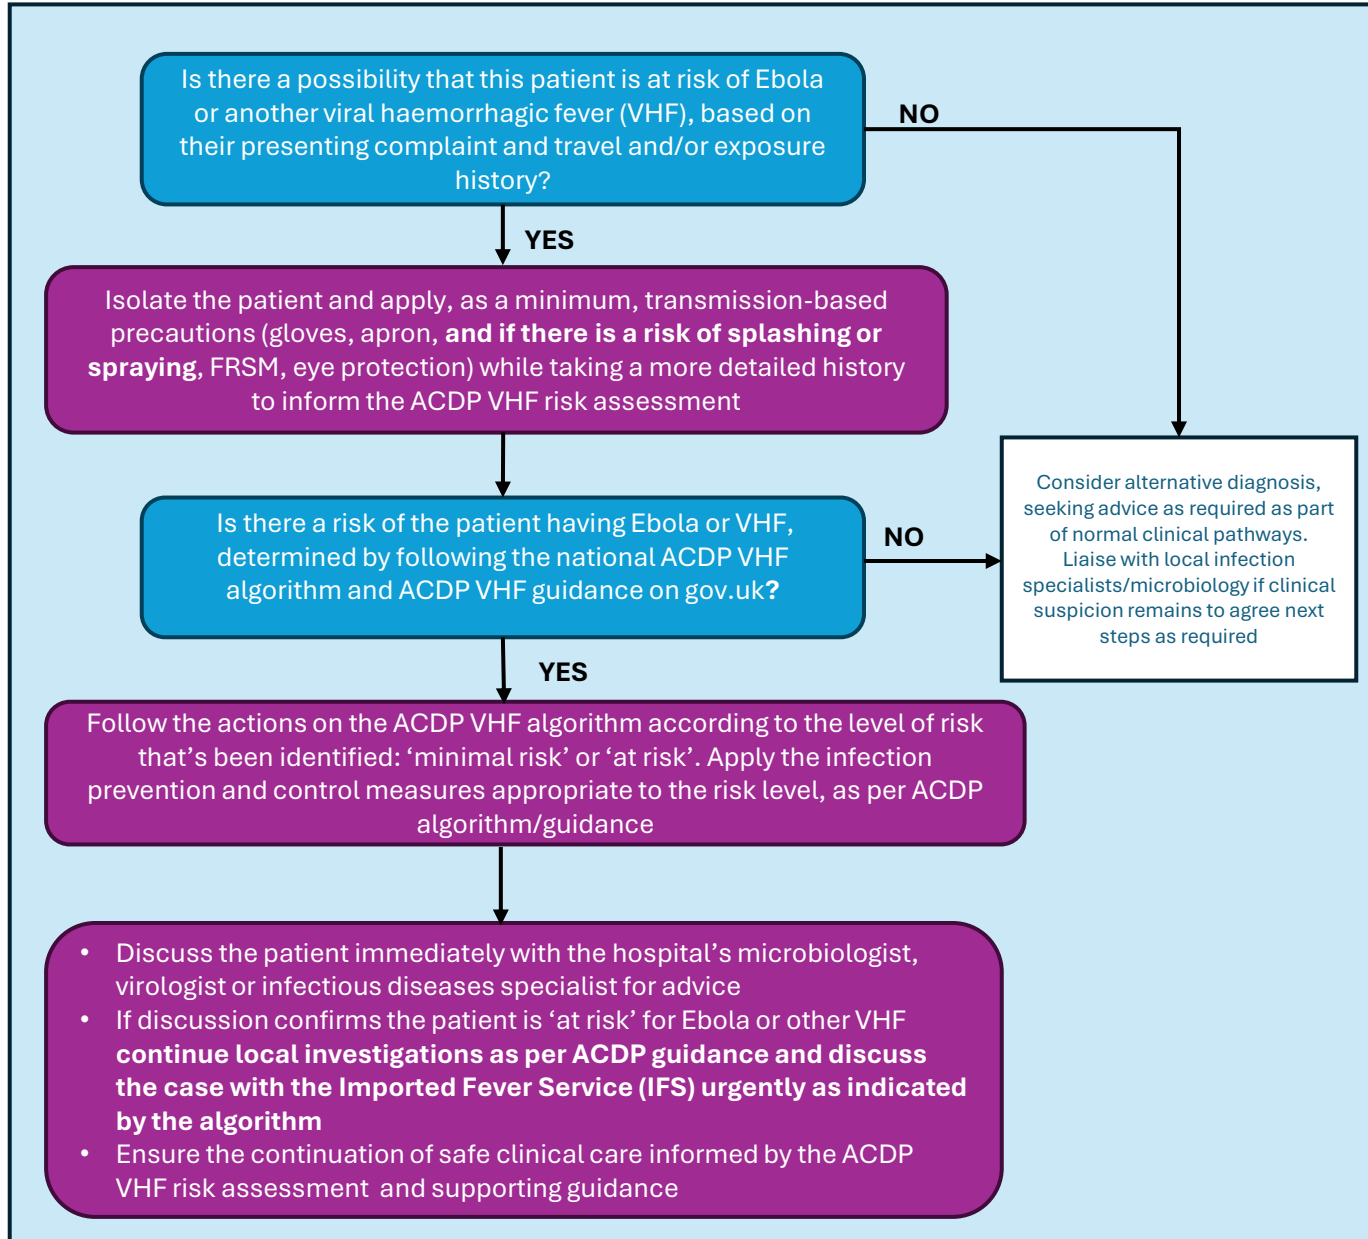 Is there a possibility that this patient is at risk of Ebola
or another viral haemorrhagic fever (VHF), based on
their presenting complaint and travel and/or exposure
history?
NO
YES
Isolate the patient and apply, as a minimum, transmission-based
precautions (gloves, apron, and if there is a risk of splashing or
spraying, FRSM, eye protection) while taking a more detailed history
to inform the ACDP VHF risk assessment
Is there a risk of the patient having Ebola or VHF,
determined by following the national ACDP VHF
algorithm and ACDP VHF guidance on gov.uk?
NO
Consider alternative diagnosis,
seeking advice as required as part
of normal clinical pathways.
Liaise with local infection
specialists/microbiology if clinical
suspicion remains to agree next
steps as required
YES
Follow the actions on the ACDP VHF algorithm according to the level of risk
that’s been identified: ‘minimal risk’ or ‘at risk’. Apply the infection
prevention and control measures appropriate to the risk level, as per ACDP
algorithm/guidance
• Discuss the patient immediately with the hospital’s microbiologist,
virologist or infectious diseases specialist for advice
• If discussion confirms the patient is ‘at risk’ for Ebola or other VHF
continue local investigations as per ACDP guidance and discuss
the case with the Imported Fever Service (IFS) urgently as indicated
by the algorithm
• Ensure the continuation of safe clinical care informed by the ACDP
VHF risk assessment and supporting guidance